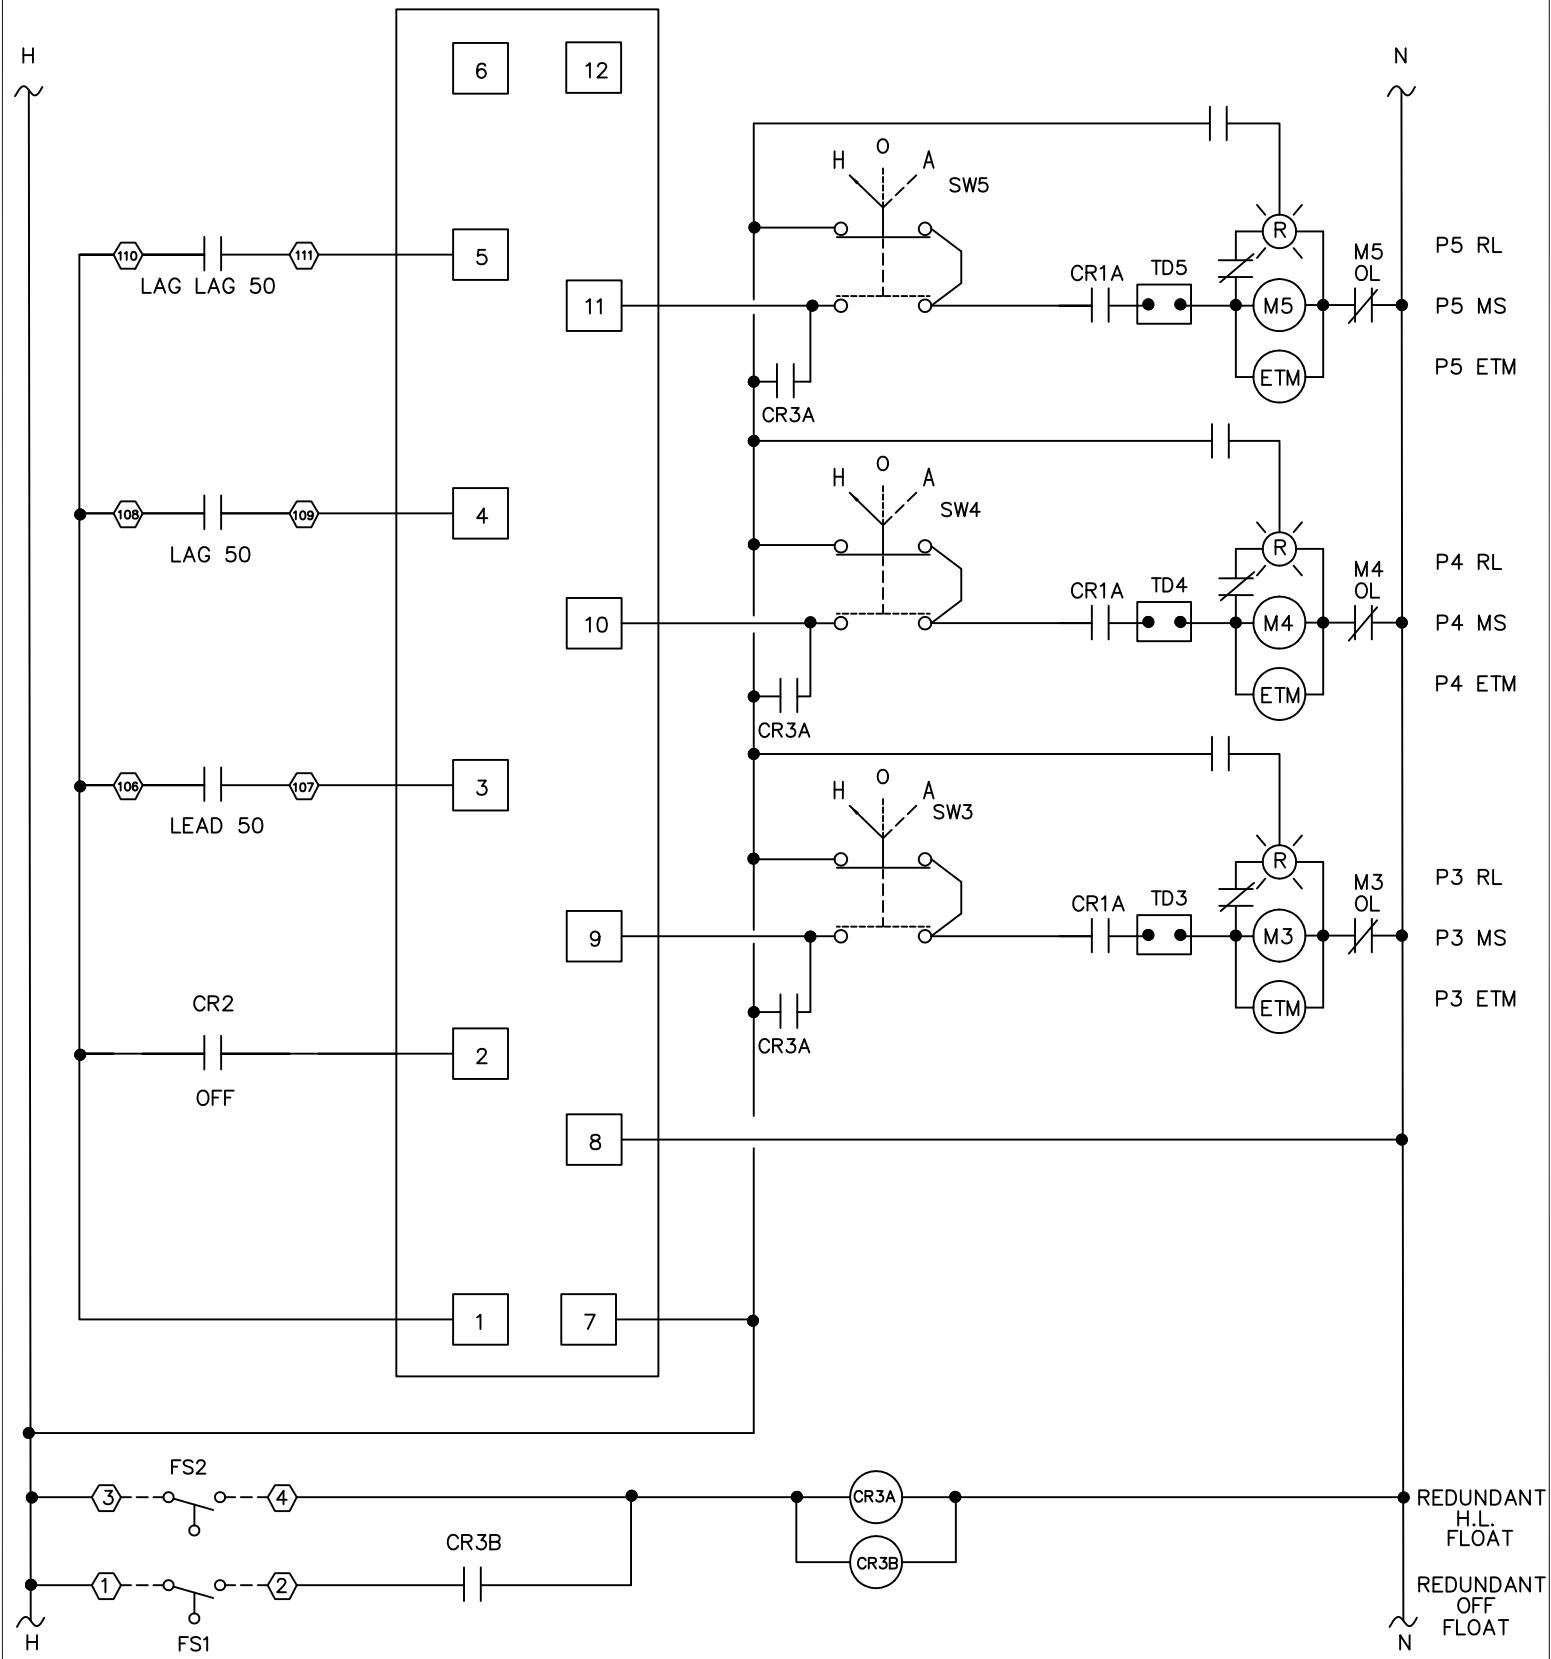 H
N
6
12
H
O
A
SW5
R
P5 RL
M5
OL
110
111
5
LAG LAG 50
CR1A
TD5
11
M5
P5 MS
ETM
P5 ETM
CR3A
H
O
A
SW4
108
109
4
LAG 50
R
P4 RL
M4
OL
CR1A
TD4
10
M4
P4 MS
ETM
P4 ETM
CR3A
106
107
3
LEAD 50
H
O
A
SW3
R
P3 RL
M3
OL
CR1A
TD3
9
M3
P3 MS
ETM
P3 ETM
CR3A
CR2
2
OFF
8
1
7
FS2
3
4
CR3A
REDUNDANT
H.L.
FLOAT
CR3B
CR3B
1
2
FS1
REDUNDANT
OFF
FLOAT
H
N